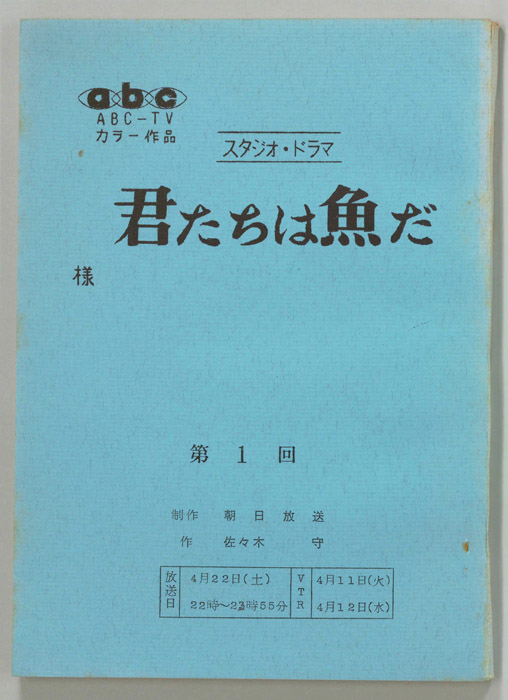 abc
ABC-TV
カラー作品
スタジオ・ドラマ
君たちは魚だ
様
第1回
制作 朝日放送
作 佐々木 守
放送日 4月22日(土) VTR 4月11日(火)
22時〜23時55分 4月12日(水)